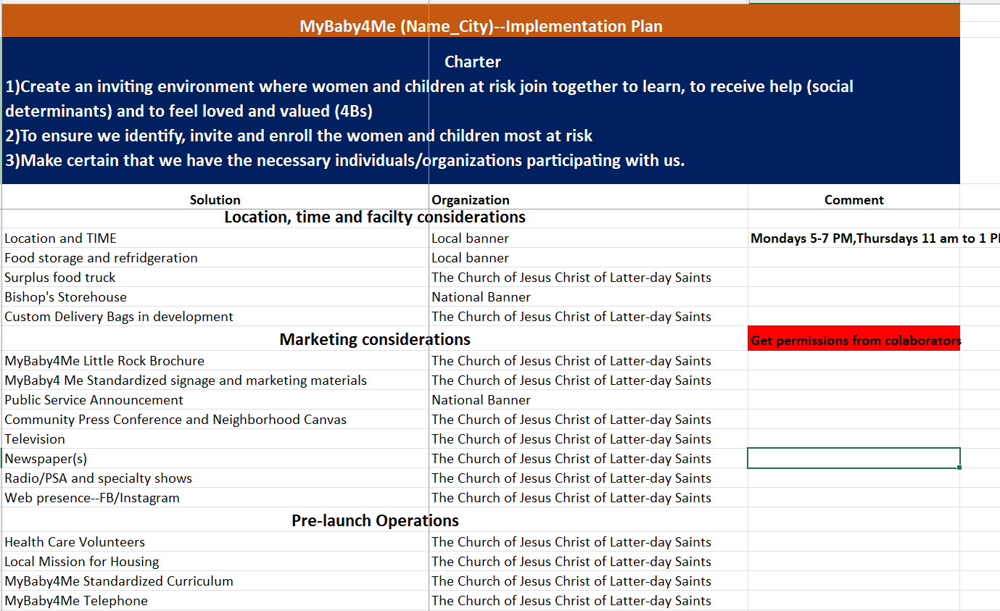 MyBaby4Me (Name_City)--Implementation Plan
Charter
1)Create an inviting environment where women and children at risk join together to learn, to receive help (social
determinants) and to feel loved and valued (4Bs)
2)To ensure we identify, invite and enroll the women and children most at risk
3)Make certain that we have the necessary individuals/organizations participating with us.
Solution Organization Comment
Location, time and facilty considerations
Location and TIME Local banner Mondays 5-7 PM,Thursdays 11 am to 1 P
Food storage and refridgeration Local banner
Surplus food truck The Church of Jesus Christ of Latter-day Saints
Bishop's Storehouse National Banner
Custom Delivery Bags in development The Church of Jesus Christ of Latter-day Saints
Marketing considerations Get permissions from colaborators
MyBaby4Me Little Rock Brochure The Church of Jesus Christ of Latter-day Saints
MyBaby4 Me Standardized signage and marketing materials The Church of Jesus Christ of Latter-day Saints
Public Service Announcement National Banner
Community Press Conference and Neighborhood Canvas The Church of Jesus Christ of Latter-day Saints
Television The Church of Jesus Christ of Latter-day Saints
Newspaper(s) The Church of Jesus Christ of Latter-day Saints
Radio/PSA and specialty shows The Church of Jesus Christ of Latter-day Saints
Web presence--FB/Instagram The Church of Jesus Christ of Latter-day Saints
Pre-launch Operations
Health Care Volunteers The Church of Jesus Christ of Latter-day Saints
Local Mission for Housing The Church of Jesus Christ of Latter-day Saints
MyBaby4Me Standardized Curriculum The Church of Jesus Christ of Latter-day Saints
MyBaby4Me Telephone The Church of Jesus Christ of Latter-day Saints